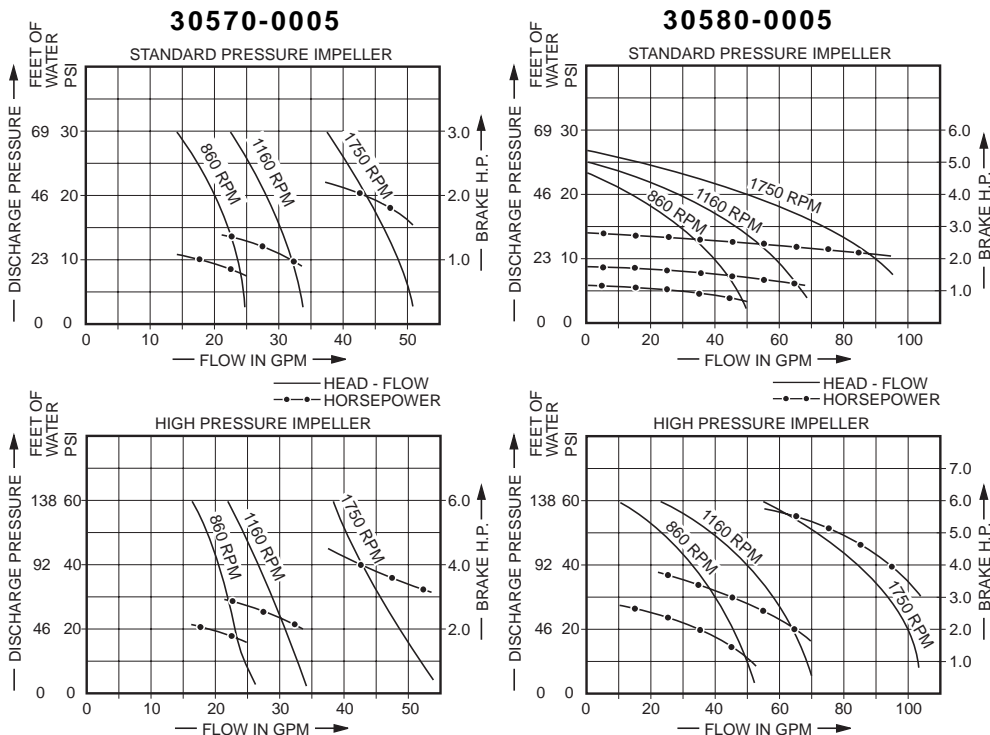 30570-0005
STANDARD PRESSURE IMPELLER
DISCHARGE PRESSURE
FEET OF
WATER
PSI
69 30
46 20
23 10
0 0
860 RPM
1160 RPM
1750 RPM
3.0
2.0
1.0
BRAKE H.P.
0 10 20 30 40 50
FLOW IN GPM
HEAD - FLOW
HORSEPOWER
30580-0005
STANDARD PRESSURE IMPELLER
DISCHARGE PRESSURE
FEET OF
WATER
PSI
69 30
46 20
23 10
0 0
860 RPM
1160 RPM
1750 RPM
6.0
5.0
4.0
3.0
2.0
1.0
BRAKE H.P.
0 20 40 60 80 100
FLOW IN GPM
HEAD - FLOW
HORSEPOWER
HIGH PRESSURE IMPELLER
DISCHARGE PRESSURE
FEET OF
WATER
PSI
138 60
92 40
46 20
0 0
860 RPM
1160 RPM
1750 RPM
6.0
4.0
2.0
BRAKE H.P.
0 10 20 30 40 50
FLOW IN GPM
HIGH PRESSURE IMPELLER
DISCHARGE PRESSURE
FEET OF
WATER
PSI
138 60
92 40
46 20
0 0
860 RPM
1160 RPM
1750 RPM
7.0
6.0
5.0
4.0
3.0
2.0
1.0
BRAKE H.P.
0 20 40 60 80 100
FLOW IN GPM